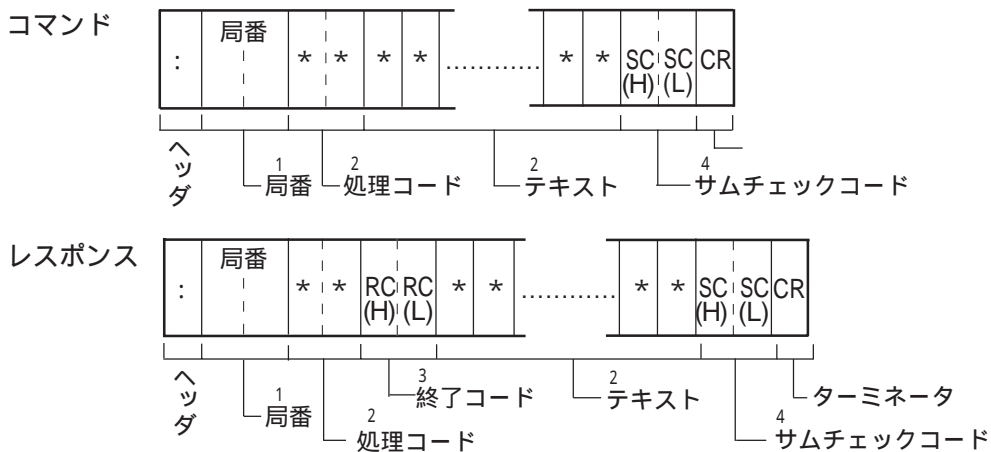 コマンド
局番
: * * * * ............ * * SC SC CR
(H) (L)
ヘッダ
1 2 2 4
局番 処理コード テキスト サムチェックコード
レスポンス
局番
: * * RC RC * * ............ * * SC SC CR
(H) (L) (H) (L)
ヘッダ
1 3 2
局番 終了コード テキスト ターミネータ
2 4
処理コード サムチェックコード